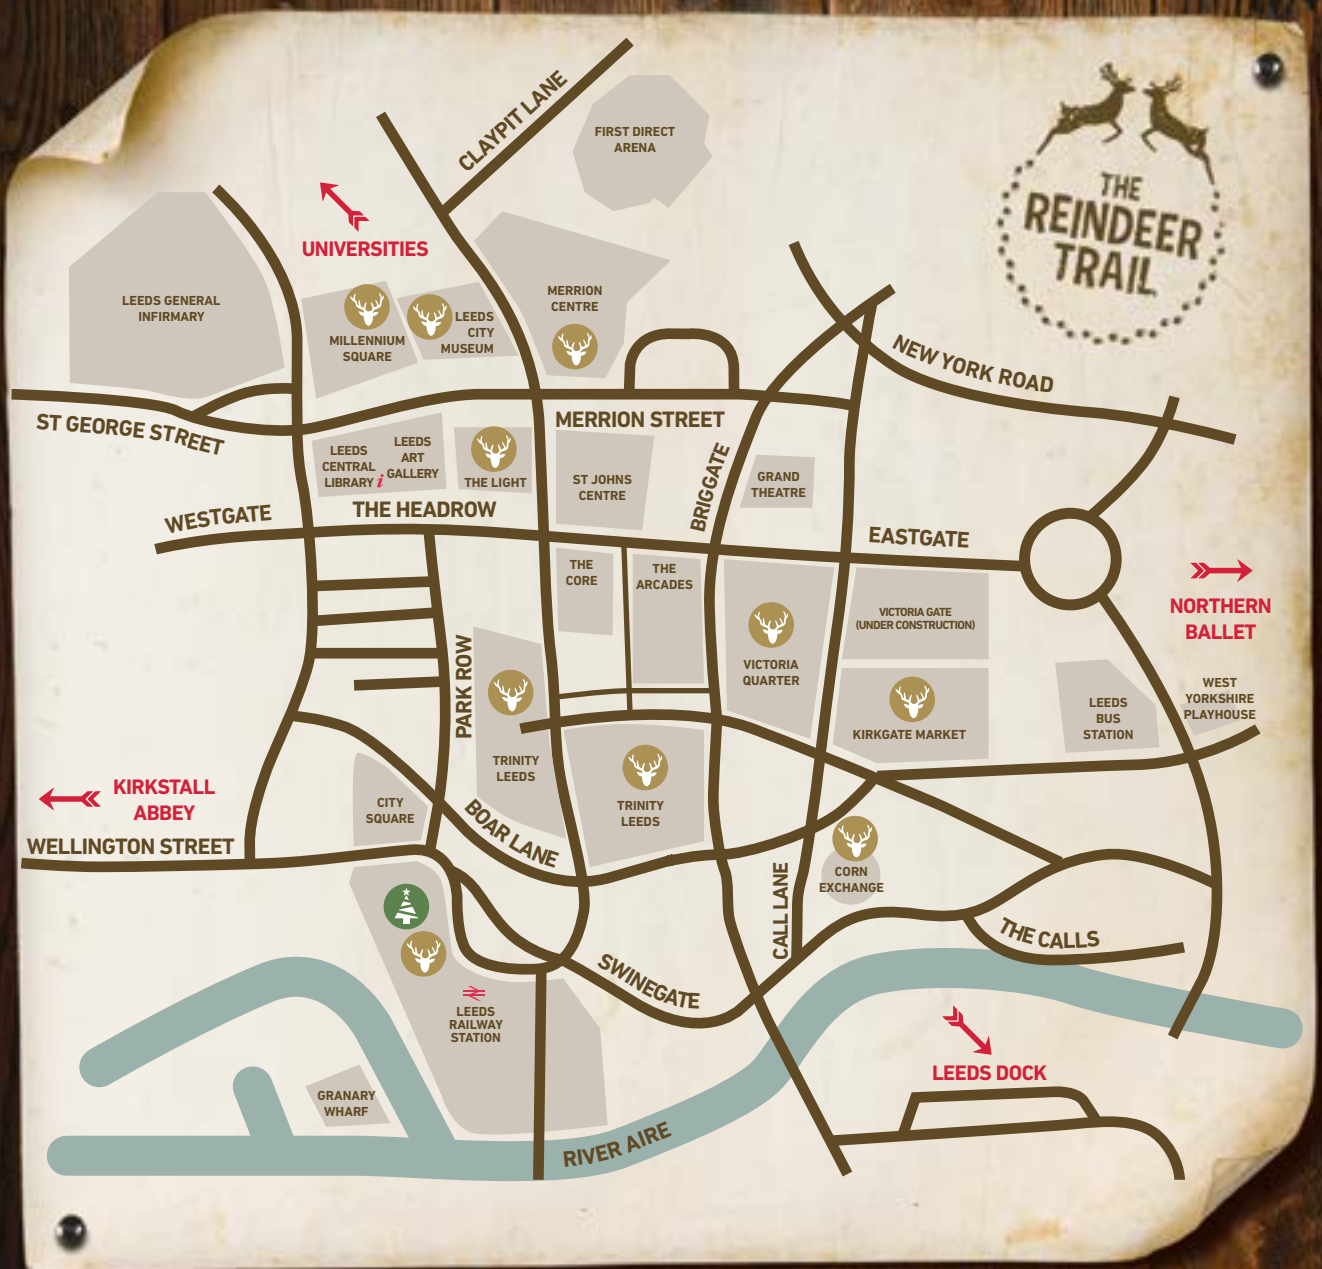 CLAYPIT LANE
FIRST DIRECT
ARENA
THE
REINDEER
TRAIL
UNIVERSITIES
LEEDS GENERAL
INFIRMARY
MERRION
CENTRE
MILLENNIUM
SQUARE
LEEDS
CITY
MUSEUM
NEW YORK ROAD
ST GEORGE STREET
MERRION STREET
LEEDS
CENTRAL
LIBRARY
i
LEEDS
ART
GALLERY
THE LIGHT
ST JOHNS
CENTRE
BRIGGATE
GRAND
THEATRE
WESTGATE
THE HEADROW
EASTGATE
THE
CORE
THE
ARCADES
NORTHERN
BALLET
VICTORIA GATE
(UNDER CONSTRUCTION)
PARK ROW
VICTORIA
QUARTER
KIRKGATE MARKET
LEEDS
BUS
STATION
WEST
YORKSHIRE
PLAYHOUSE
TRINITY
LEEDS
TRINITY
LEEDS
KIRKSTALL
ABBEY
CITY
SQUARE
WELLINGTON STREET
BOAR LANE
CALL LANE
CORN
EXCHANGE
THE CALLS
SWINEGATE
LEEDS
RAILWAY
STATION
LEEDS DOCK
GRANARY
WHARF
RIVER AIRE